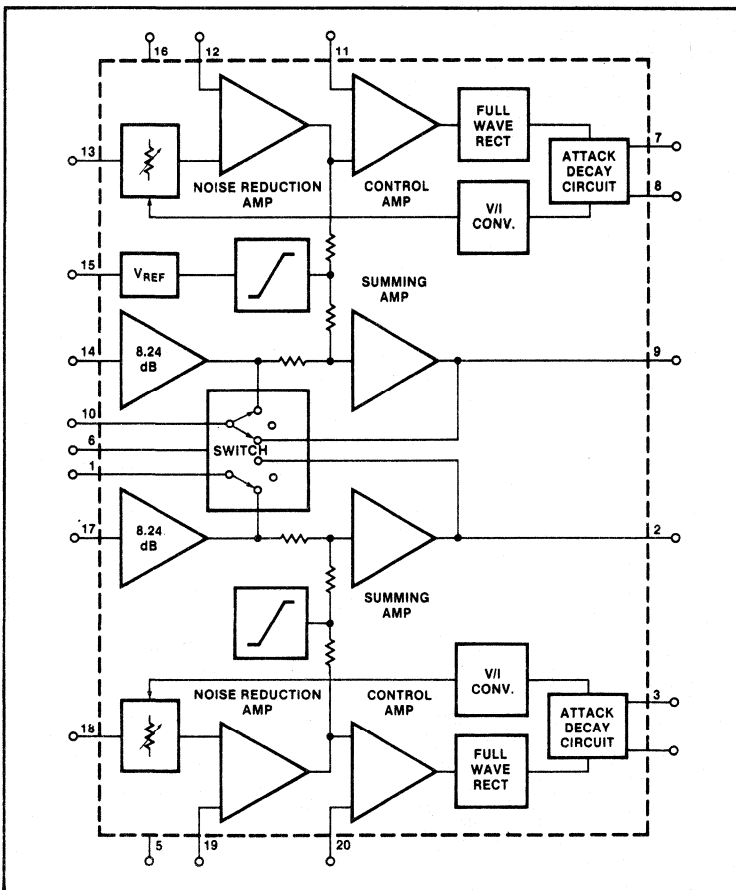 16
12
11
FULL
WAVE
RECT
7
13
ATTACK
DECAY
CIRCUIT
NOISE REDUCTION
AMP
CONTROL
AMP
V/I
CONV.
8
15
VREF
SUMMING
AMP
14
8.24
dB
9
10
6
SWITCH
1
17
8.24
dB
2
SUMMING
AMP
V/I
CONV.
NOISE REDUCTION
AMP
CONTROL
AMP
3
ATTACK
DECAY
CIRCUIT
18
FULL
WAVE
RECT
5
19
20